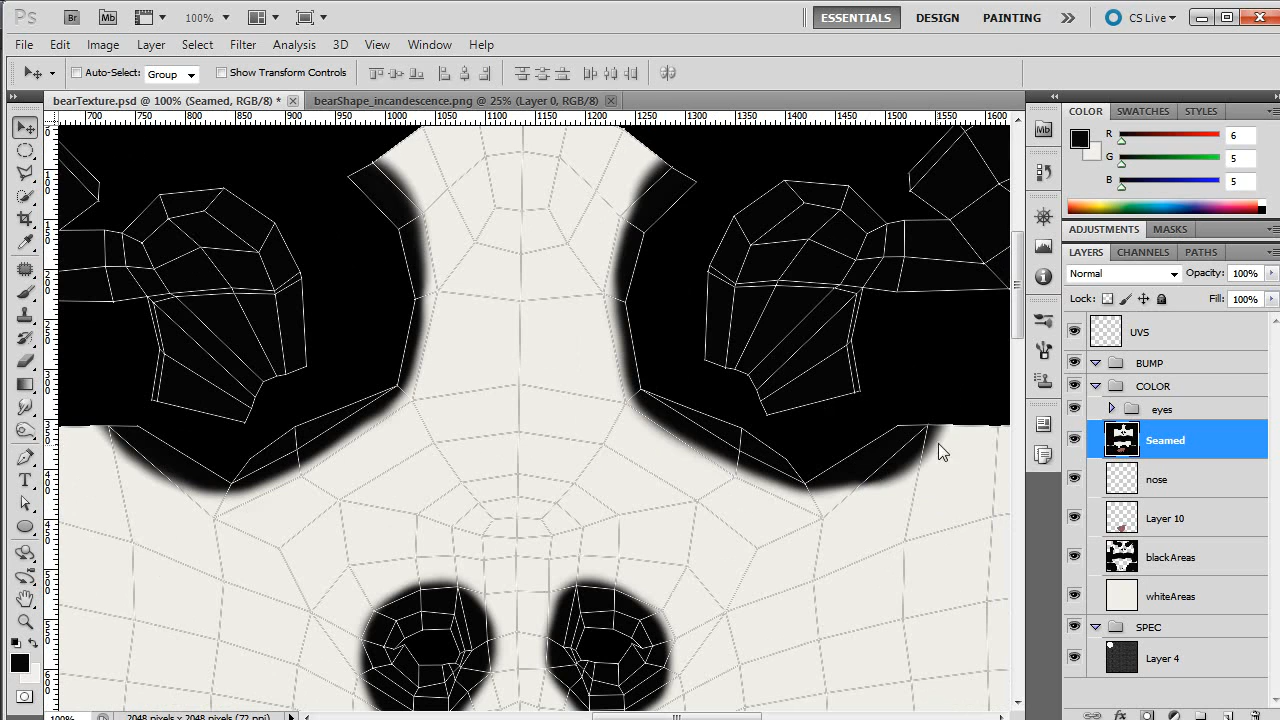 Ps Br Mb 100% ESSENTIALS DESIGN PAINTING CS Live
File Edit Image Layer Select Filter Analysis 3D View Window Help
Auto-Select: Group Show Transform Controls
bearTexture.psd @ 100% (Seamed, RGB/8) * bearShape_incandescence.png @ 25% (Layer 0, RGB/8)
700 750 800 850 900 950 1000 1050 1100 1150 1200 1250 1300 1350 1400 1450 1500 1550 1600
COLOR SWATCHES STYLES
R 6
G 5
B 5
ADJUSTMENTS MASKS
LAYERS CHANNELS PATHS
Normal Opacity: 100%
Lock: Fill: 100%
UVS
BUMP
COLOR
eyes
Seamed
nose
Layer 10
blackAreas
whiteAreas
SPEC
Layer 4
100% 2048 pixels x 2048 pixels (72 ppi)